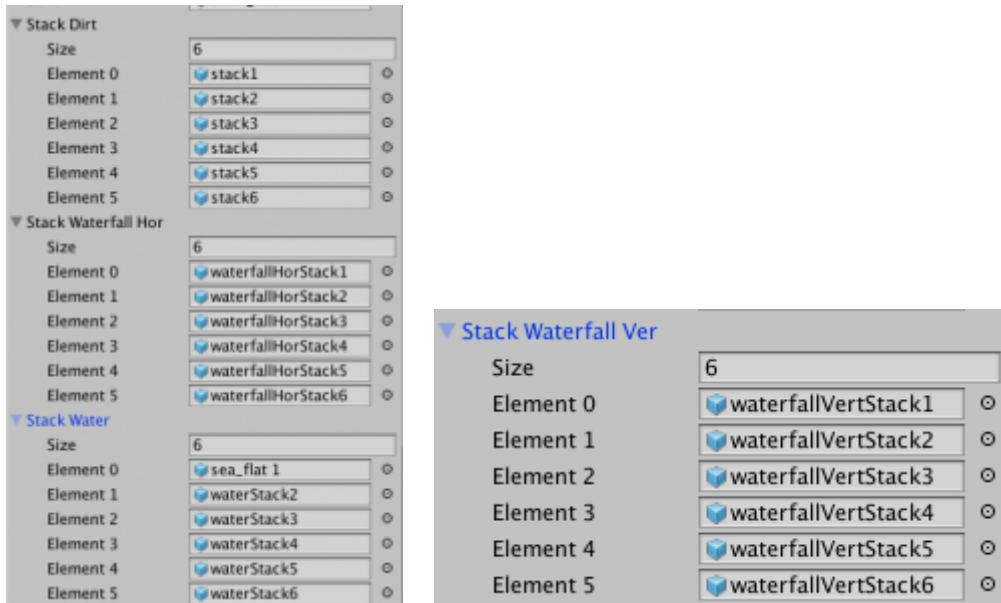 Stack Dirt
Size 6
Element 0 stack1
Element 1 stack2
Element 2 stack3
Element 3 stack4
Element 4 stack5
Element 5 stack6
Stack Waterfall Hor
Size 6
Element 0 waterfallHorStack1
Element 1 waterfallHorStack2
Element 2 waterfallHorStack3
Element 3 waterfallHorStack4
Element 4 waterfallHorStack5
Element 5 waterfallHorStack6
Stack Water
Size 6
Element 0 sea_flat 1
Element 1 waterStack2
Element 2 waterStack3
Element 3 waterStack4
Element 4 waterStack5
Element 5 waterStack6
Stack Waterfall Ver
Size 6
Element 0 waterfallVertStack1
Element 1 waterfallVertStack2
Element 2 waterfallVertStack3
Element 3 waterfallVertStack4
Element 4 waterfallVertStack5
Element 5 waterfallVertStack6